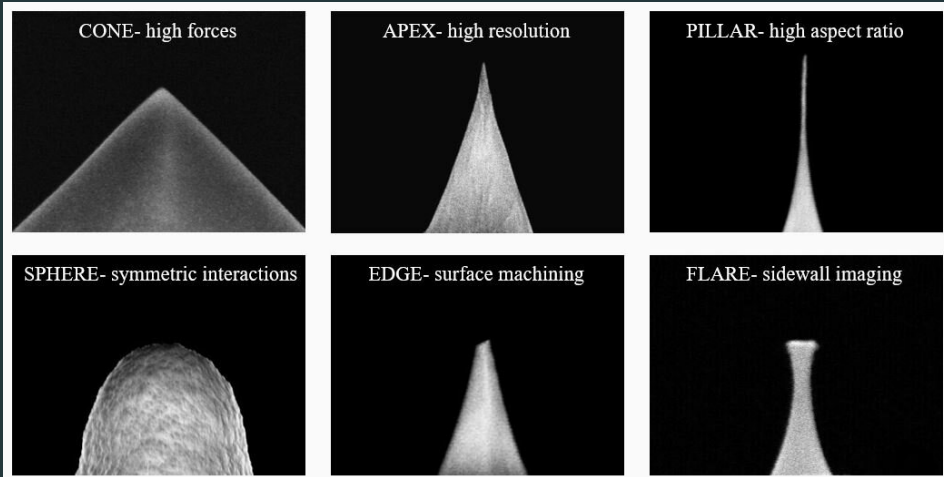 CONE- high forces
APEX- high resolution
PILLAR- high aspect ratio
SPHERE- symmetric interactions
EDGE- surface machining
FLARE- sidewall imaging